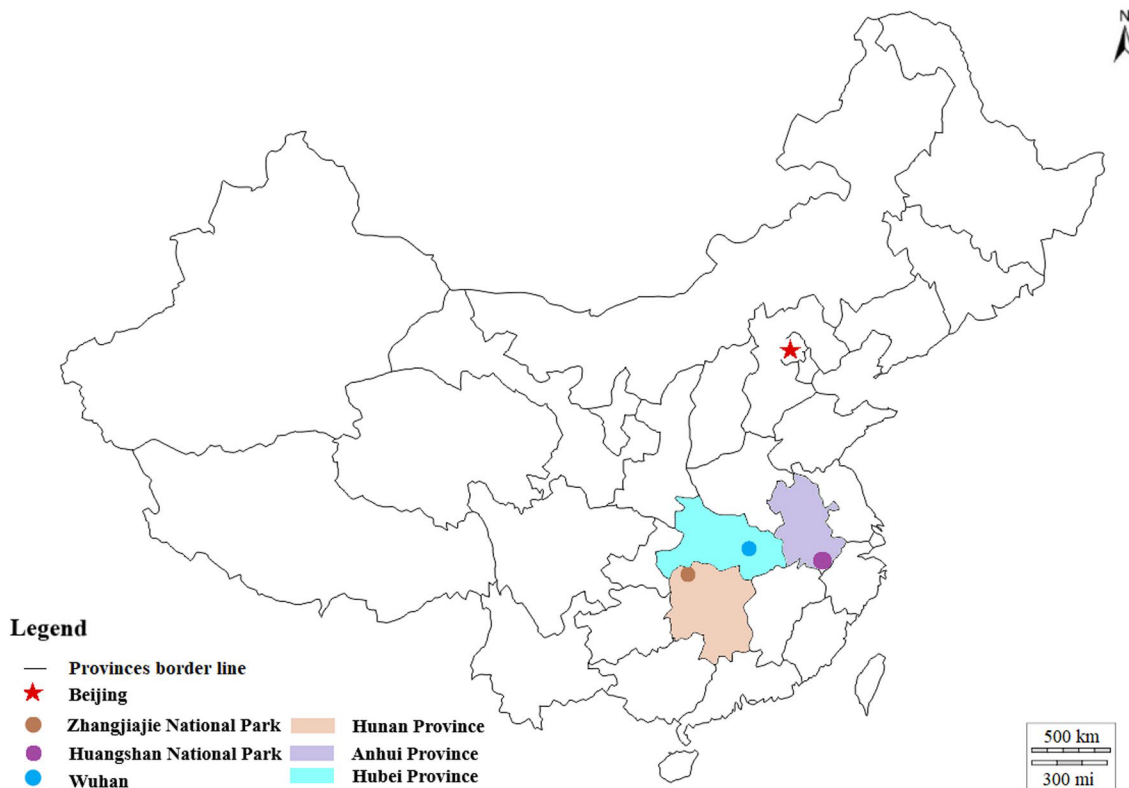 N
Legend
Provinces border line
Beijing
Zhangjiajie National Park
Hunan Province
Huangshan National Park
Anhui Province
Wuhan
Hubei Province
500 km
300 mi